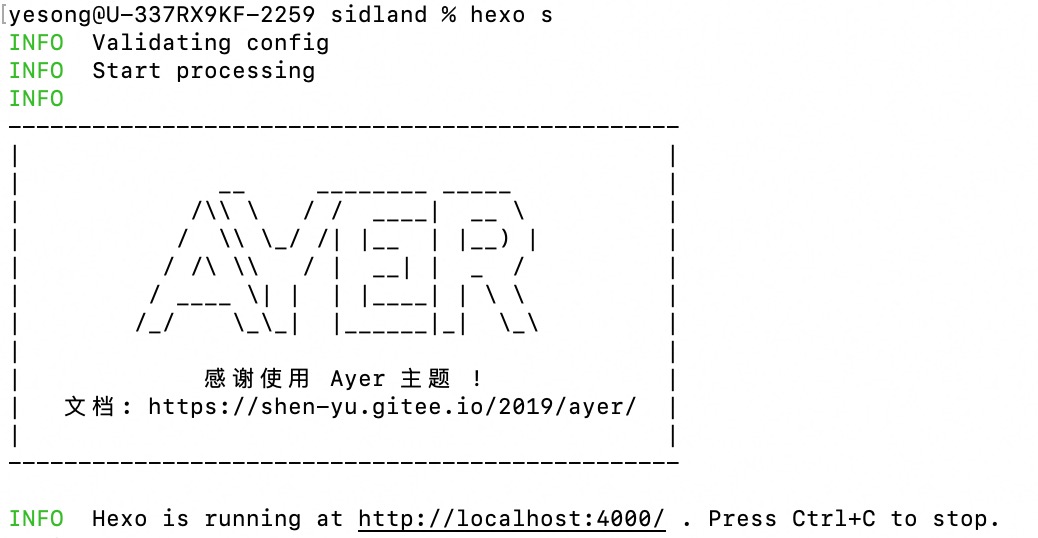 [yesong@U-337RX9KF-2259 sidland % hexo s
INFO  Validating config
INFO  Start processing
INFO
------------------------------------------------
|                                               |
|               __      ________ _____           |
|             /\\ \   / /  ____|  __ \          |
|            /  \\ \_/ /| |__  | |__) |         |
|           / /\ \\   / |  __| |  _  /          |
|          / ____ \| |  | |____| | \ \          |
|         /_/    \_\_|  |______|_|  \_\         |
|                                               |
|              感谢使用 Ayer 主题 !              |
|    文档: https://shen-yu.gitee.io/2019/ayer/  |
|                                               |
------------------------------------------------
INFO  Hexo is running at http://localhost:4000/ . Press Ctrl+C to stop.